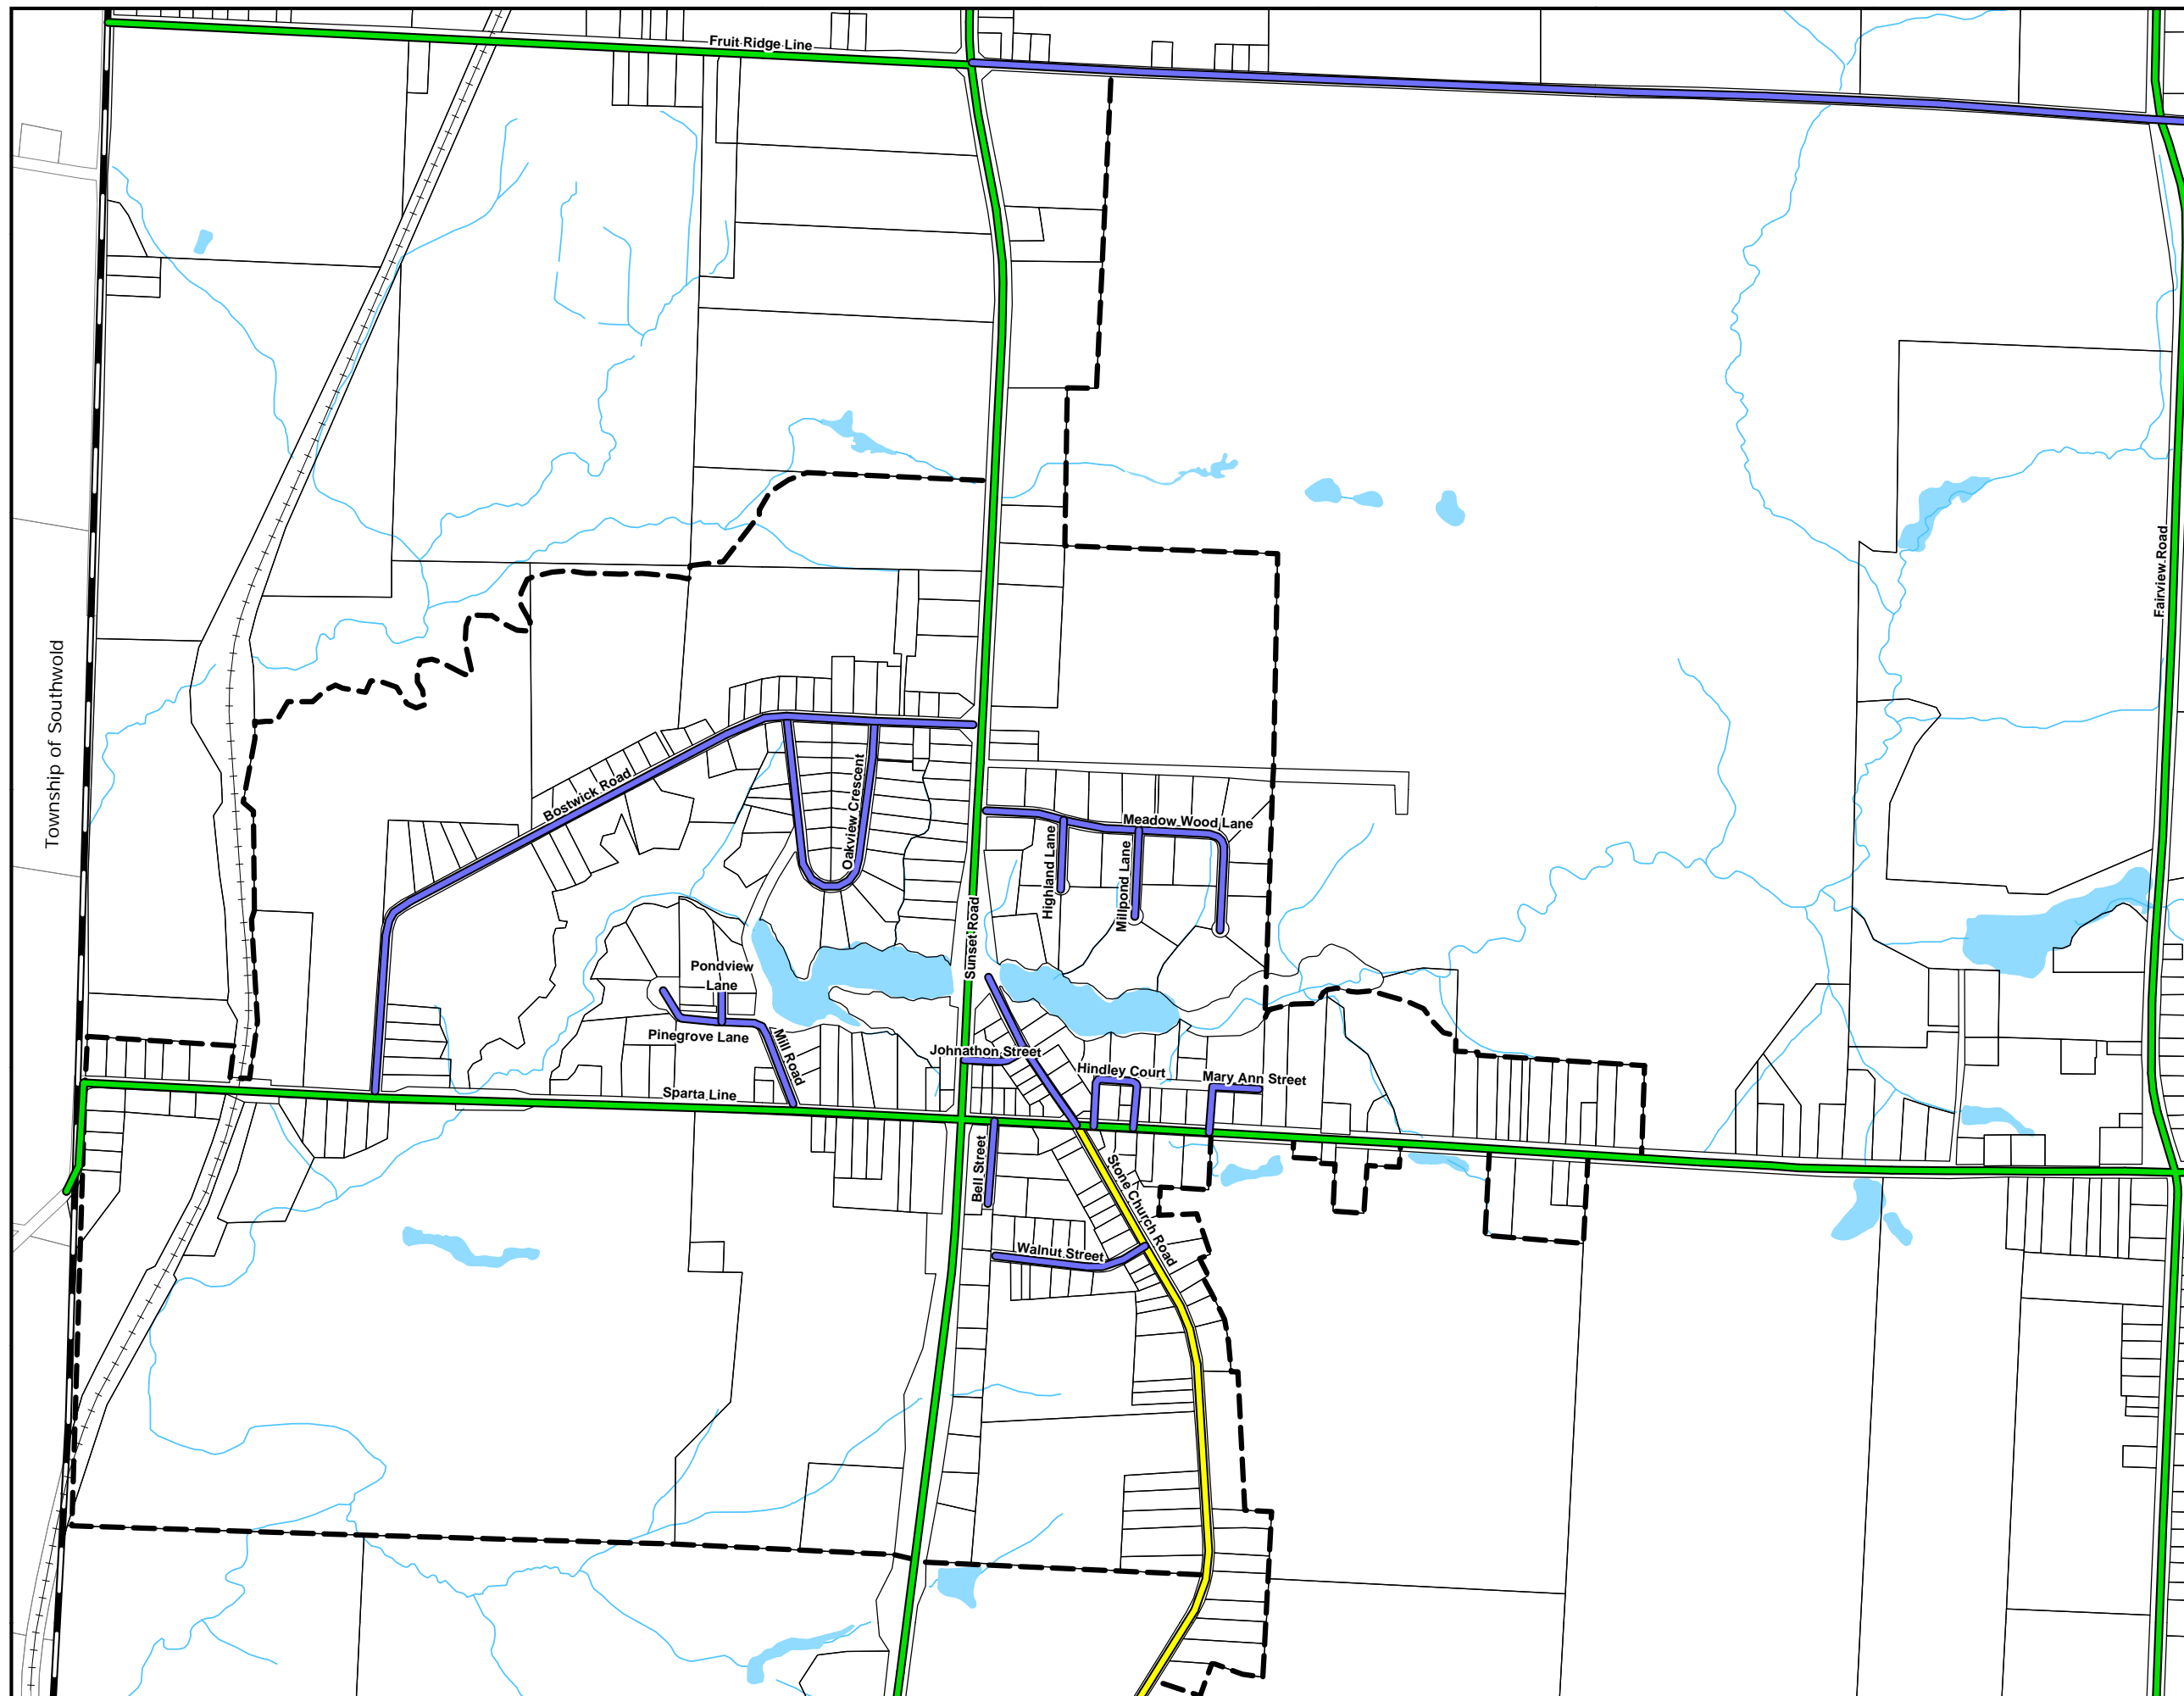 Fruit Ridge Line
Fairview Road
Township of Southwold
Bostwick Road
Oakview Crescent
Meadow Wood Lane
Highland Lane
Millpond Lane
Sunset Road
Pondview
Lane
Pinegrove Lane
Mill Road
Johnathon Street
Hindley Court
Mary Ann Street
Sparta Line
Bell Street
Stone Church Road
Walnut Street